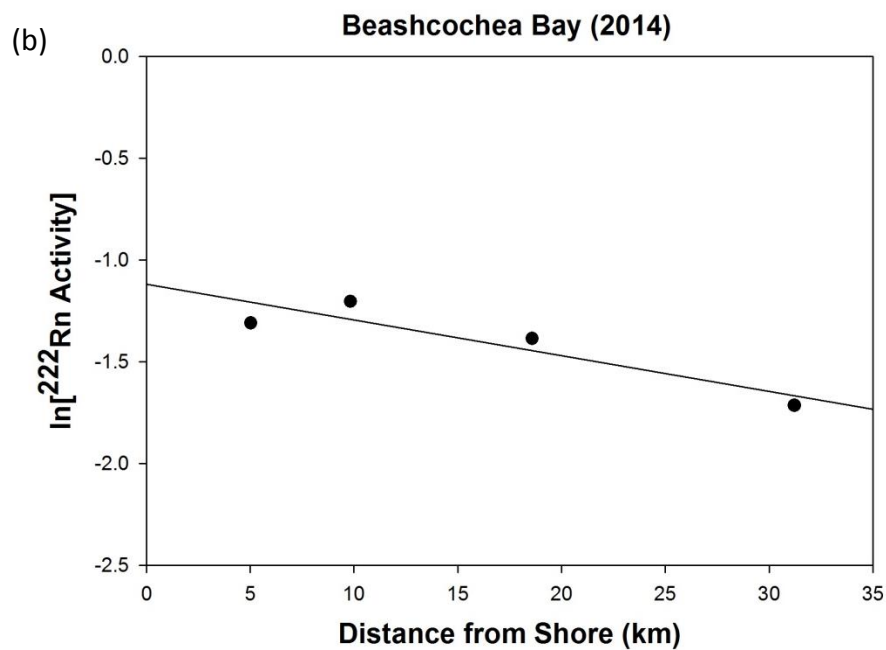 (b)
Beashcochea Bay (2014)
0.0
-0.5
-1.0
-1.5
-2.0
-2.5
ln[²²²Rn Activity]
0 5 10 15 20 25 30 35
Distance from Shore (km)